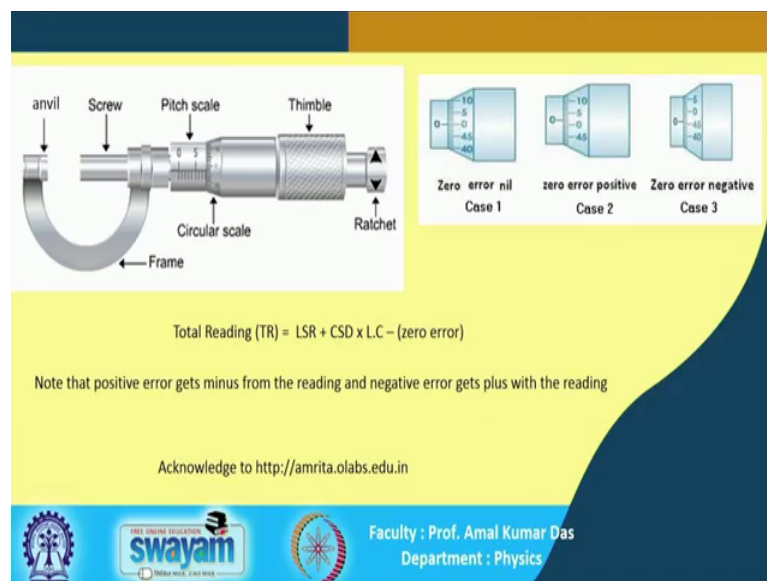 anvil
Screw
Pitch scale
Thimble
0 5
Circular scale
Ratchet
Frame
10
5
0 0
45
40
Zero error nil
Case 1
10
5
0 0
45
zero error positive
Case 2
5
0 0
45
40
Zero error negative
Case 3
Total Reading (TR) = LSR + CSD x L.C – (zero error)
Note that positive error gets minus from the reading and negative error gets plus with the reading
Acknowledge to http://amrita.olabs.edu.in
FREE ONLINE EDUCATION
swayam
Faculty : Prof. Amal Kumar Das
Department : Physics